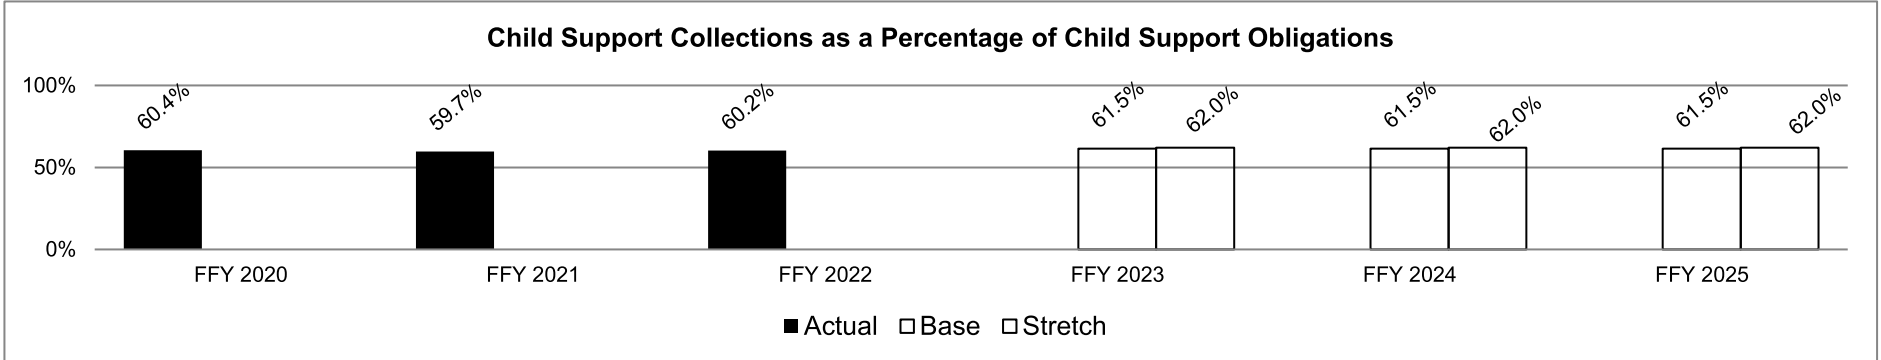 Child Support Collections as a Percentage of Child Support Obligations
100%
60.4%
59.7%
60.2%
61.5%
62.0%
61.5%
62.0%
61.5%
62.0%
50%
0%
FFY 2020
FFY 2021
FFY 2022
FFY 2023
FFY 2024
FFY 2025
Actual
Base
Stretch